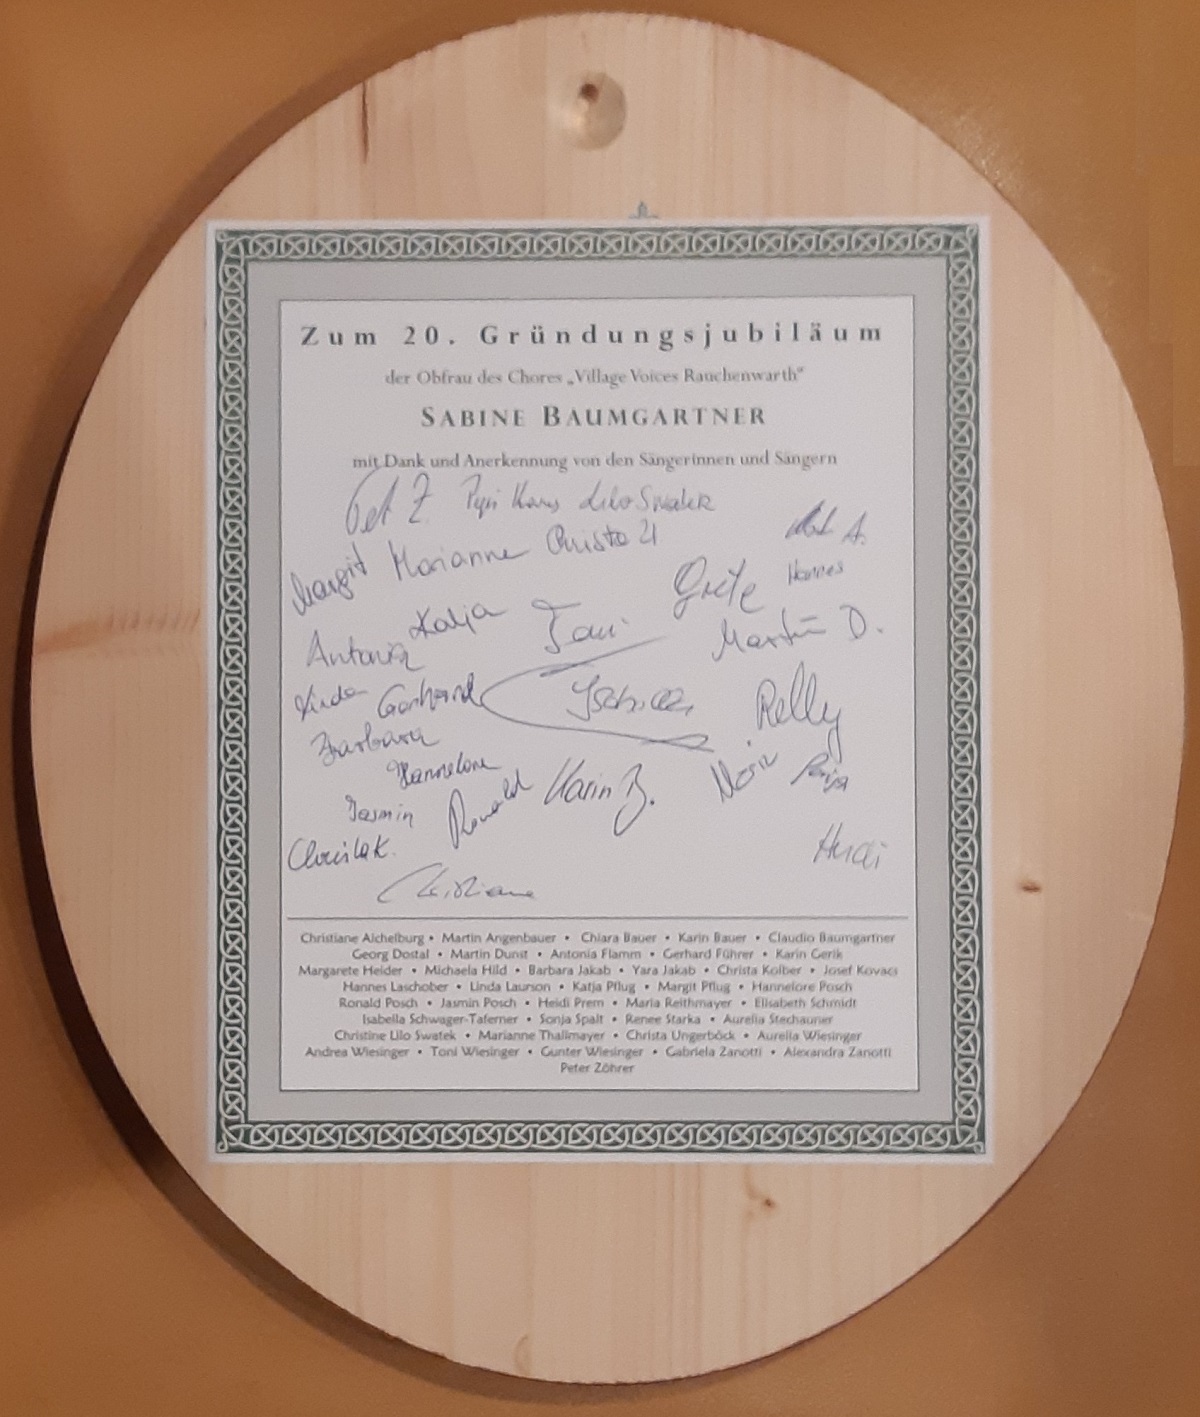 Zum 20. Gründungsjubiläum
der Obfrau des Chores „Village Voices Rauchenwarth“
SABINE BAUMGARTNER
mit Dank und Anerkennung von den Sängerinnen und Sängern
Lilo Swatek
Margit Marianne Christa U
A.
Grete Hannes
Antonia Katja Toni Martin D.
Linda Gerhard Isabella Relly
Barbara
Hannelore
Jasmin Ronald Karin B.
Christa K. Heidi
Christiane
Christiane Aichelburg • Martin Angenbauer • Chiara Bauer • Karin Bauer • Claudio Baumgartner
Georg Dostal • Martin Dunst • Antonia Flamm • Gerhard Führer • Karin Gerik
Margarete Heider • Michaela Hild • Barbara Jakab • Yara Jakab • Christa Kolber • Josef Kovacs
Hannes Laschober • Linda Laurson • Katja Pflug • Margit Pflug • Hannelore Posch
Ronald Posch • Jasmin Posch • Heidi Prem • Maria Reithmayer • Elisabeth Schmidt
Isabella Schwager-Taferner • Sonja Spalt • Renee Starka • Aurelia Stechauner
Christine Lilo Swatek • Marianne Thallmayer • Christa Ungerböck • Aurelia Wiesinger
Andrea Wiesinger • Toni Wiesinger • Gunter Wiesinger • Gabriela Zanotti • Alexandra Zanotti
Peter Zöhrer